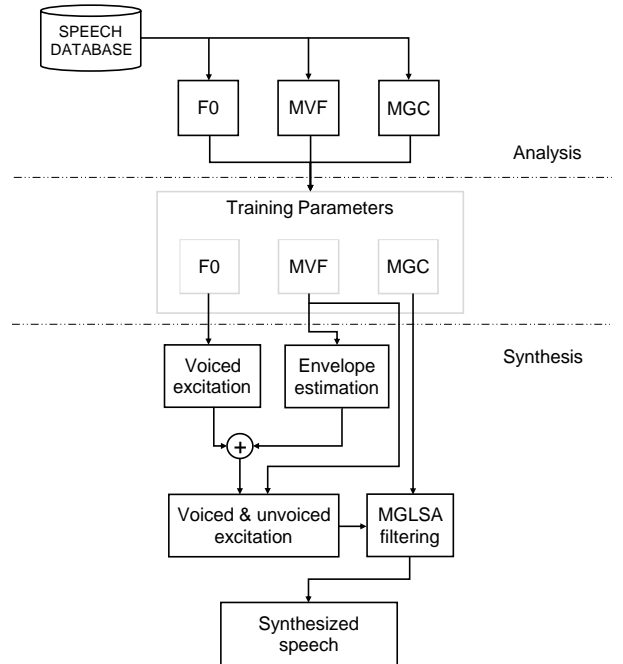 SPEECH
DATABASE
F0
MVF
MGC
Analysis
Training Parameters
F0
MVF
MGC
Synthesis
Voiced
excitation
Envelope
estimation
+
Voiced & unvoiced
excitation
MGLSA
filtering
Synthesized
speech